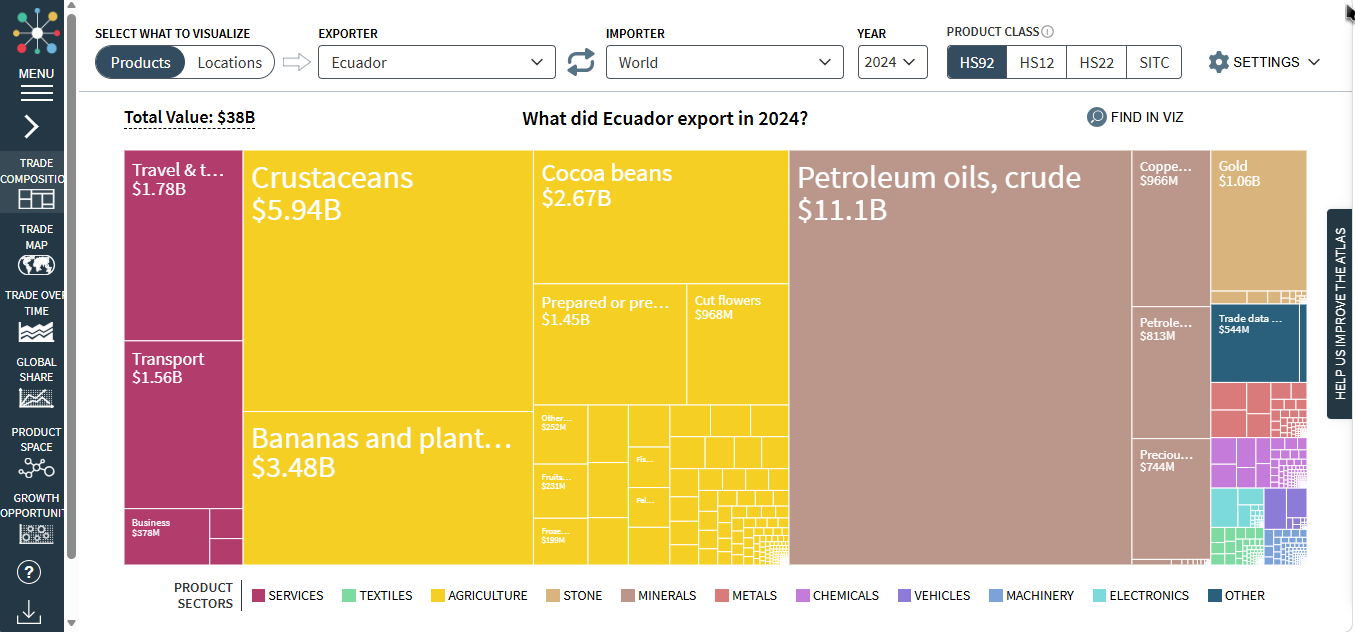 MENU
TRADE
COMPOSITIO
TRADE
MAP
TRADE OVER
TIME
GLOBAL
SHARE
PRODUCT
SPACE
GROWTH
OPPORTUNIT
?
SELECT WHAT TO VISUALIZE
Products
Locations
EXPORTER
Ecuador
IMPORTER
World
YEAR
2024
PRODUCT CLASS
HS92
HS12
HS22
SITC
SETTINGS
Total Value: $38B
What did Ecuador export in 2024?
FIND IN VIZ
Travel & t…
$1.78B
Transport
$1.56B
Business
$378M
Crustaceans
$5.94B
Bananas and plant…
$3.48B
Cocoa beans
$2.67B
Prepared or pre…
$1.45B
Cut flowers
$968M
Other…
$252M
Fruits…
$231M
Froze…
$199M
Fis…
Pal…
Petroleum oils, crude
$11.1B
Coppe…
$966M
Petrole…
$813M
Preciou…
$744M
Gold
$1.06B
Trade data …
$544M
HELP US IMPROVE THE ATLAS
PRODUCT
SECTORS
SERVICES
TEXTILES
AGRICULTURE
STONE
MINERALS
METALS
CHEMICALS
VEHICLES
MACHINERY
ELECTRONICS
OTHER